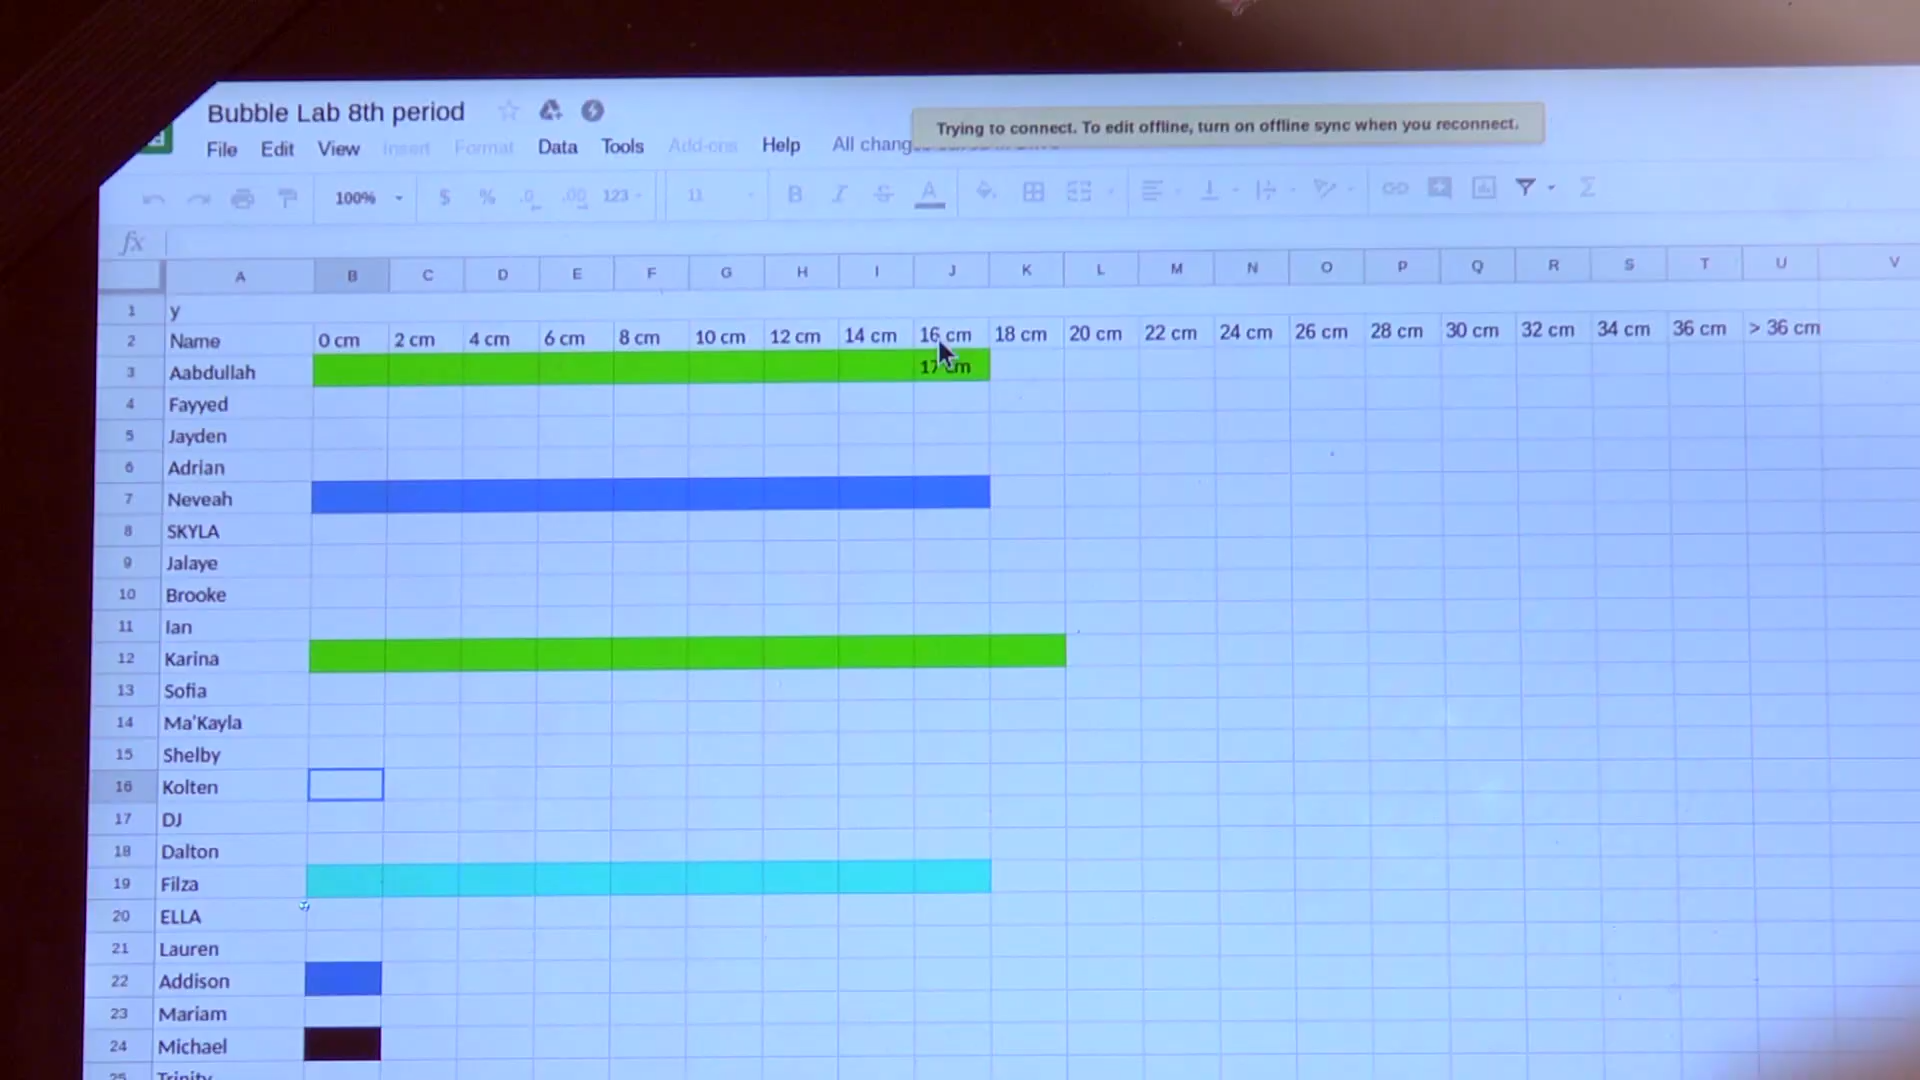 Bubble Lab 8th period
Trying to connect. To edit offline, turn on offline sync when you reconnect.
File Edit View Insert Format Data Tools Add-ons Help All chang
100% $ % .0 .00 123 11 B I S A
fx
A B C D E F G H I J K L M N O P Q R S T U V
1 y
2 Name 0 cm 2 cm 4 cm 6 cm 8 cm 10 cm 12 cm 14 cm 16 cm 18 cm 20 cm 22 cm 24 cm 26 cm 28 cm 30 cm 32 cm 34 cm 36 cm > 36 cm
3 Aabdullah 17 cm
4 Fayyed
5 Jayden
6 Adrian
7 Neveah
8 SKYLA
9 Jalaye
10 Brooke
11 Ian
12 Karina
13 Sofia
14 Ma'Kayla
15 Shelby
16 Kolten
17 DJ
18 Dalton
19 Filza
20 ELLA
21 Lauren
22 Addison
23 Mariam
24 Michael
25 Trinity